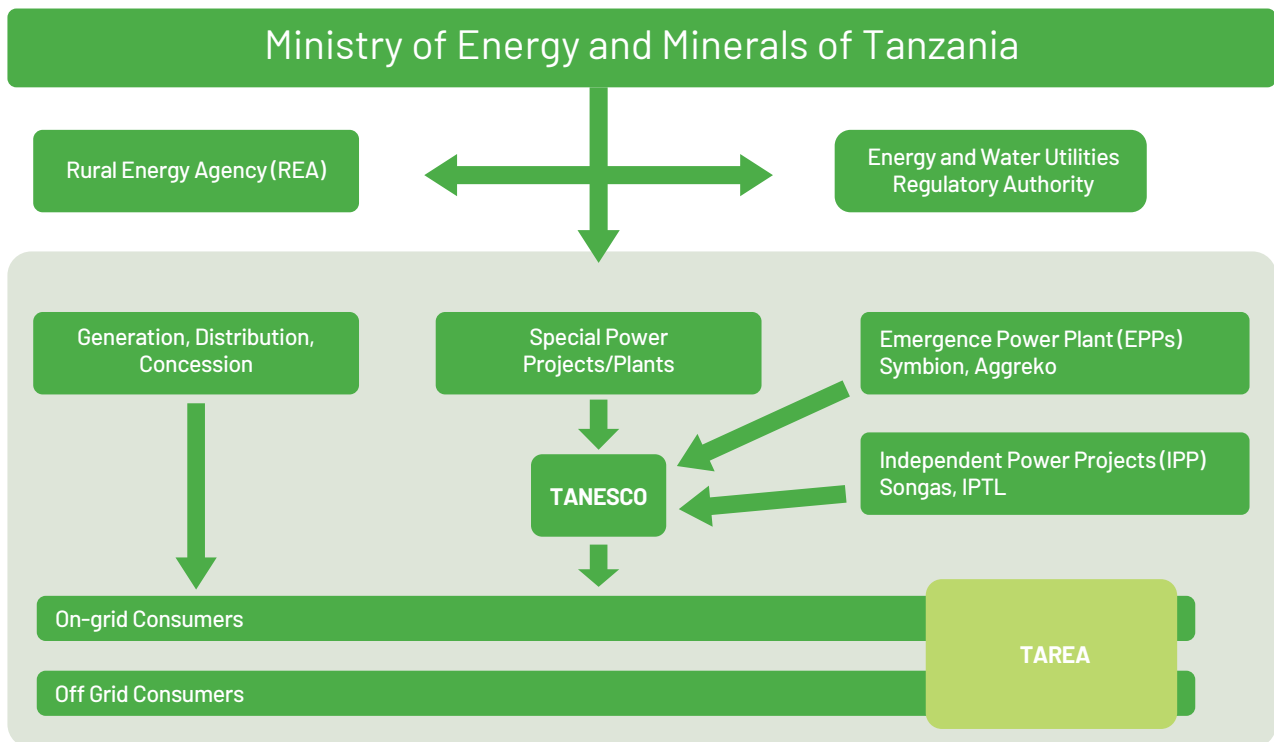 Ministry of Energy and Minerals of Tanzania
Rural Energy Agency (REA)
Energy and Water Utilities
Regulatory Authority
Generation, Distribution,
Concession
Special Power
Projects/Plants
Emergence Power Plant (EPPs)
Symbion, Aggreko
Independent Power Projects (IPP)
Songas, IPTL
TANESCO
On-grid Consumers
TAREA
Off Grid Consumers